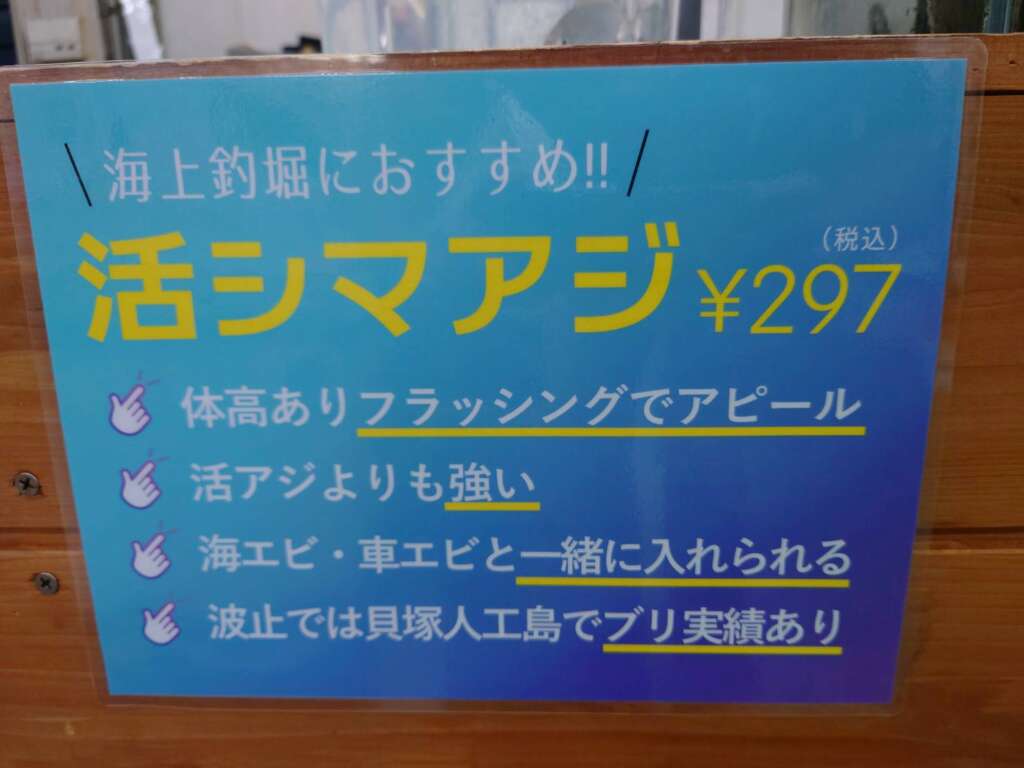 海上釣堀におすすめ!!
活シマアジ ¥297 (税込)
体高ありフラッシングでアピール
活アジよりも強い
海エビ・車エビと一緒に入れられる
波止では貝塚人工島でブリ実績あり